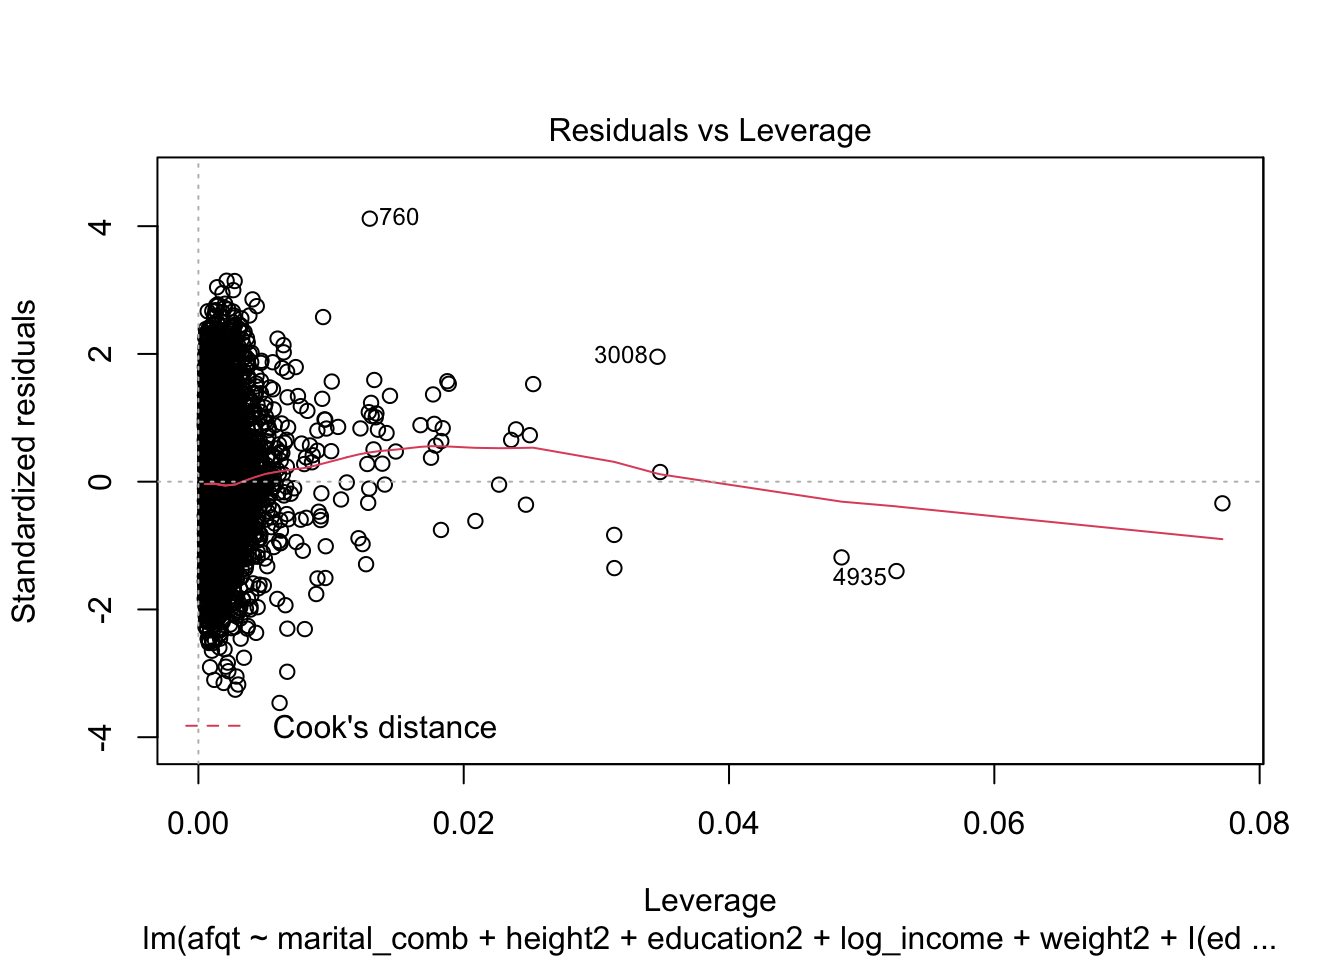 Residuals vs Leverage
Standardized residuals
4
2
0
-2
-4
760
3008
4935
Cook's distance
0.00 0.02 0.04 0.06 0.08
Leverage
lm(afqt ~ marital_comb + height2 + education2 + log_income + weight2 + I(ed ...